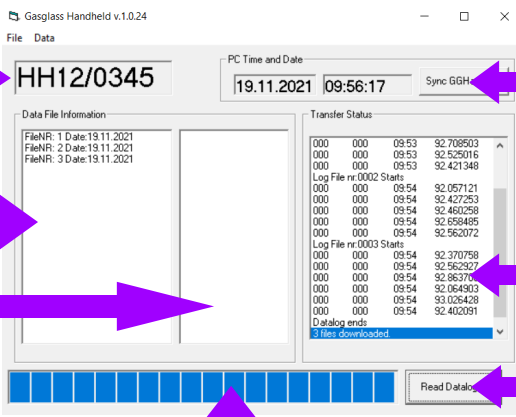 Gasglass Handheld v.1.0.24
File Data
HH12/0345
PC Time and Date
19.11.2021 09:56:17
Sync GGH
Data File Information
FileNR: 1 Date:19.11.2021
FileNR: 2 Date:19.11.2021
FileNR: 3 Date:19.11.2021
Transfer Status
000 000 09:53 92.708503
000 000 09:53 92.525016
000 000 09:53 92.421348
Log File nr:0002 Starts
000 000 09:54 92.057121
000 000 09:54 92.427253
000 000 09:54 92.460258
000 000 09:54 92.658485
000 000 09:54 92.562072
Log File nr:0003 Starts
000 000 09:54 92.370758
000 000 09:54 92.562927
000 000 09:54 92.8637
000 000 09:54 92.064903
000 000 09:54 93.026428
000 000 09:54 92.402091
Datalog ends
3 files downloaded.
Read Datalog